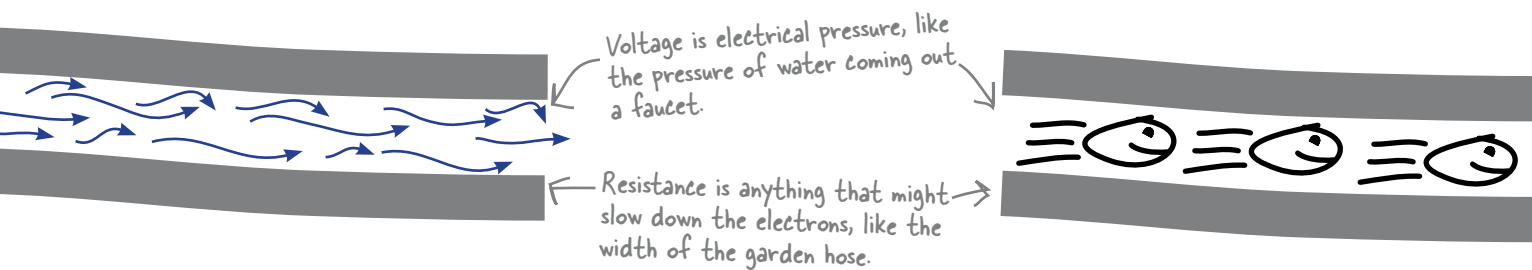 Voltage is electrical pressure, like
the pressure of water coming out
a faucet.
Resistance is anything that might
slow down the electrons, like the
width of the garden hose.